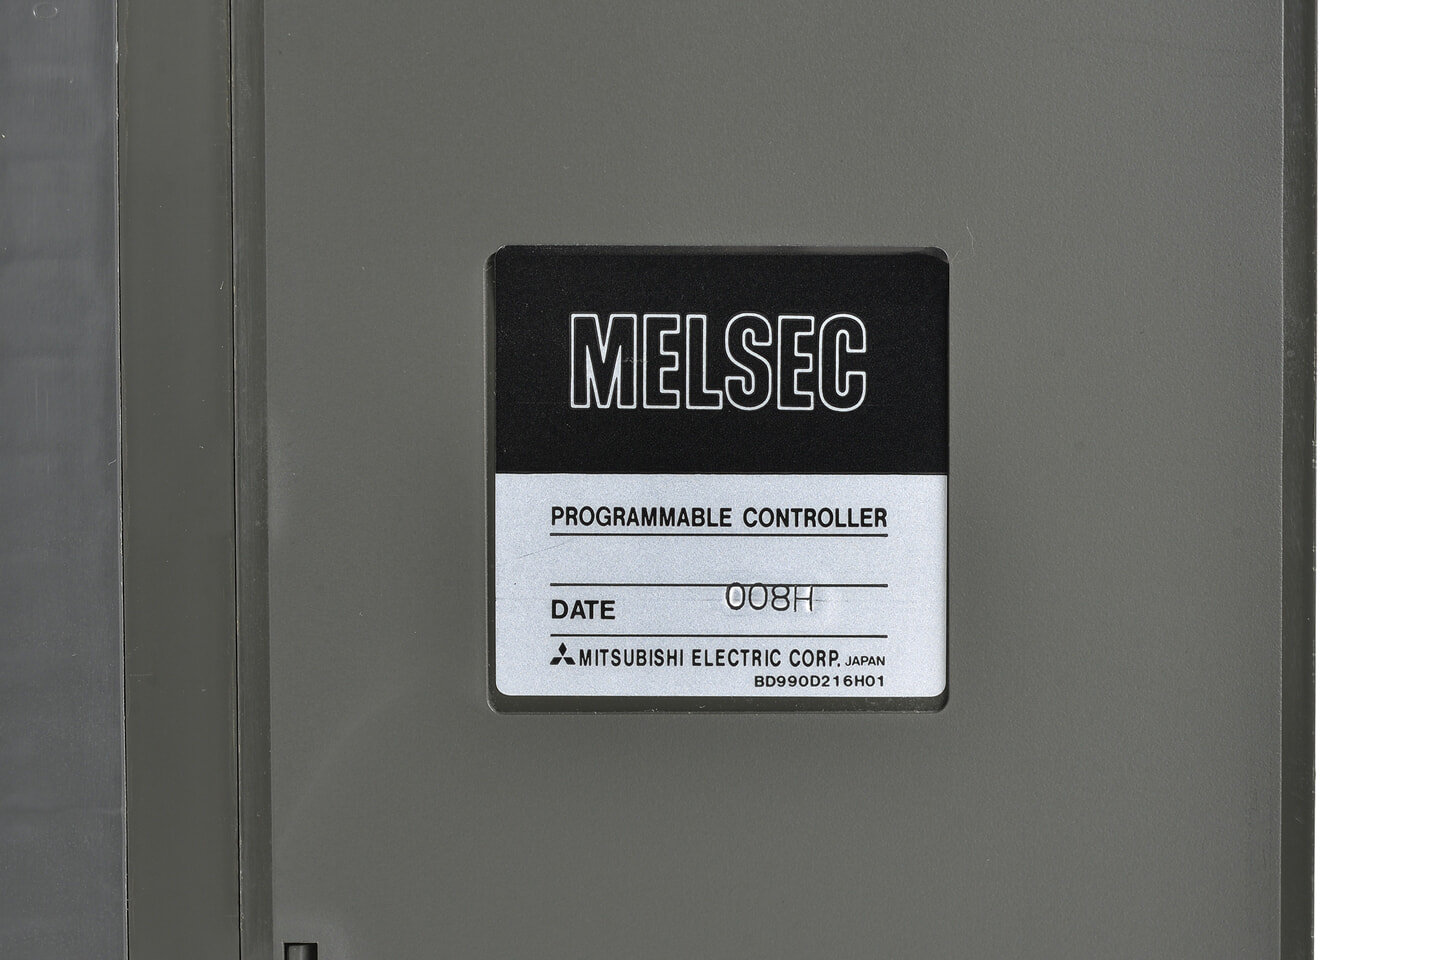 MELSEC
PROGRAMMABLE CONTROLLER
DATE 008H
MITSUBISHI ELECTRIC CORP. JAPAN
BD990D216H01